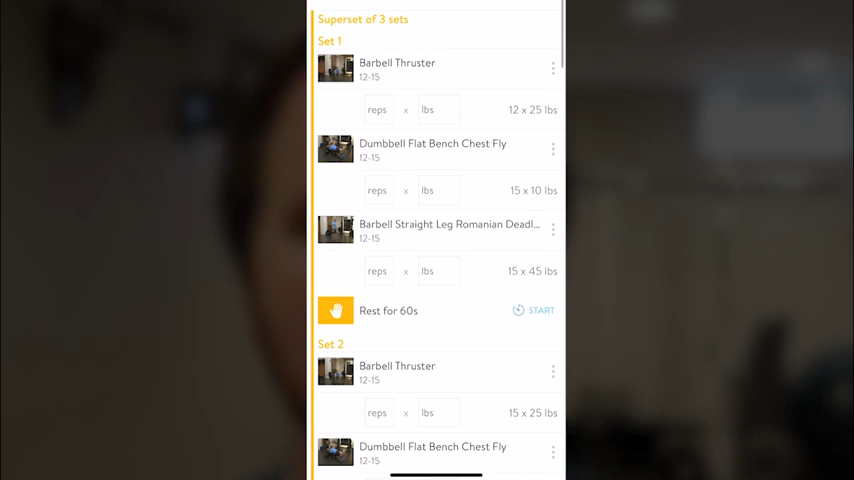 Superset of 3 sets
Set 1
Barbell Thruster
12-15
reps x lbs 12 x 25 lbs
Dumbbell Flat Bench Chest Fly
12-15
reps x lbs 15 x 10 lbs
Barbell Straight Leg Romanian Deadl...
12-15
reps x lbs 15 x 45 lbs
Rest for 60s START
Set 2
Barbell Thruster
12-15
reps x lbs 15 x 25 lbs
Dumbbell Flat Bench Chest Fly
12-15